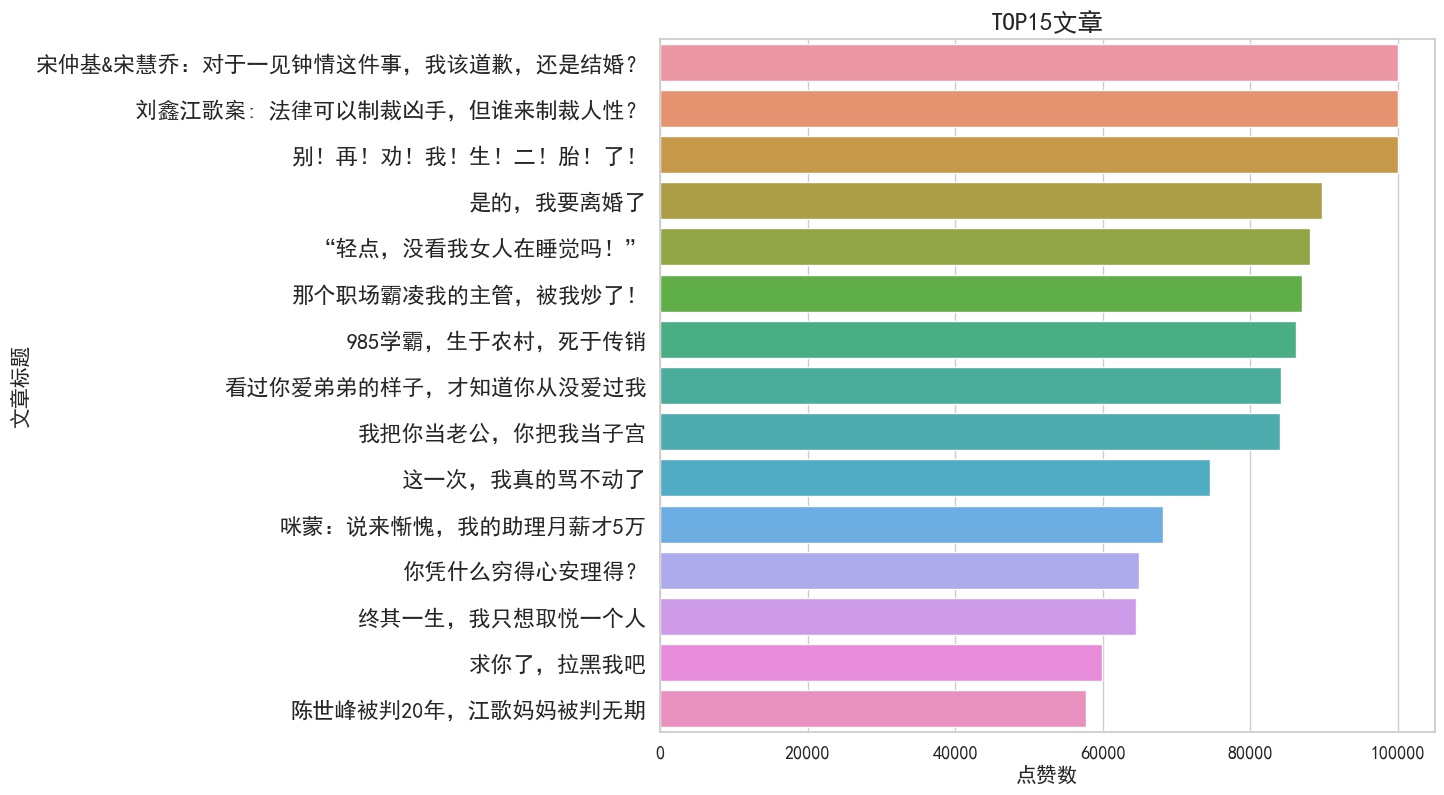 TOP15文章
宋仲基&宋慧乔：对于一见钟情这件事，我该道歉，还是结婚？
刘鑫江歌案: 法律可以制裁凶手，但谁来制裁人性？
别！再！劝！我！生！二！胎！了！
是的，我要离婚了
“轻点，没看我女人在睡觉吗！”
那个职场霸凌我的主管，被我炒了！
985学霸，生于农村，死于传销
看过你爱弟弟的样子，才知道你从没爱过我
我把你当老公，你把我当子宫
这一次，我真的骂不动了
咪蒙：说来惭愧，我的助理月薪才5万
你凭什么穷得心安理得？
终其一生，我只想取悦一个人
求你了，拉黑我吧
陈世峰被判20年，江歌妈妈被判无期
文章标题
0 20000 40000 60000 80000 100000
点赞数